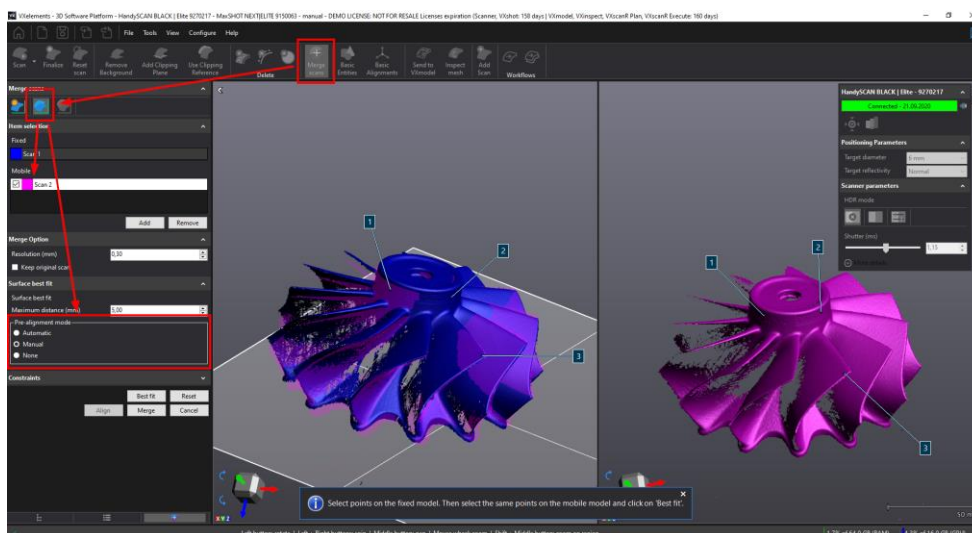 VXelements - 3D Software Platform - HandySCAN BLACK | Elite 9270217 - MaxSHOT NEXT|ELITE 9150063 - manual - DEMO LICENSE: NOT FOR RESALE Licenses expiration (Scanner, VXshot: 158 days | VXmodel, VXinspect, VXscanR Plan, VXscanR Execute: 160 days)
File Tools View Configure Help
Scan Finalize Reset scan Remove Background Add Clipping Plane Use Clipping Reference Delete Merge scans Basic Entities Basic Alignments Send to VXmodel Inspect mesh Add Scan Workflows
Merge scans
Item selection
Fixed
Scan 1
Mobile
Scan 2
Add Remove
Merge Option
Resolution (mm) 0,30
Keep original scan
Surface best fit
Surface best fit
Maximum distance (mm) 5,00
Pre-alignment mode
Automatic
Manual
None
Constraints
Best fit Reset
Align Merge Cancel
1
2
3
1
2
3
HandySCAN BLACK | Elite - 9270217
Connected - 21.09.2020
Positioning Parameters
Target diameter 6 mm
Target reflectivity Normal
Scanner parameters
HDR mode
Shutter (ms)
1,15
Select points on the fixed model. Then select the same points on the mobile model and click on 'Best fit'.
X Y Z
X Y Z
50 m